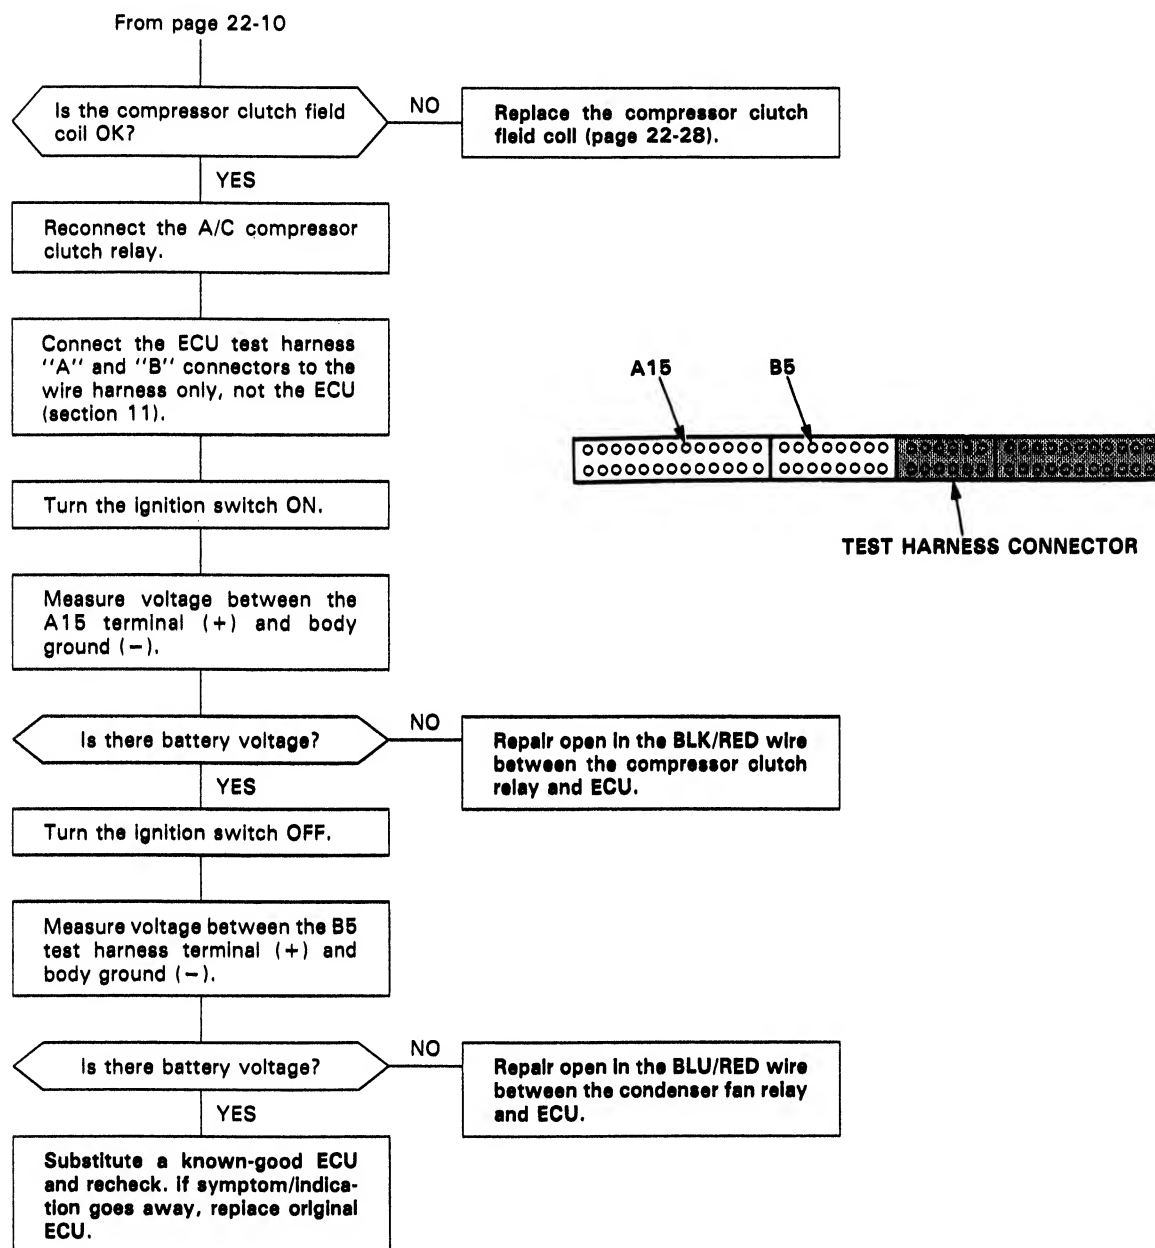 From page 22-10
Is the compressor clutch field
coil OK?
NO
Replace the compressor clutch
field coil (page 22-28).
YES
Reconnect the A/C compressor
clutch relay.
Connect the ECU test harness
"A" and "B" connectors to the
wire harness only, not the ECU
(section 11).
A15
B5
TEST HARNESS CONNECTOR
Turn the ignition switch ON.
Measure voltage between the
A15 terminal (+) and body
ground (−).
Is there battery voltage?
NO
Repair open in the BLK/RED wire
between the compressor clutch
relay and ECU.
YES
Turn the ignition switch OFF.
Measure voltage between the B5
test harness terminal (+) and
body ground (−).
Is there battery voltage?
NO
Repair open in the BLU/RED wire
between the condenser fan relay
and ECU.
YES
Substitute a known-good ECU
and recheck. If symptom/indica-
tion goes away, replace original
ECU.